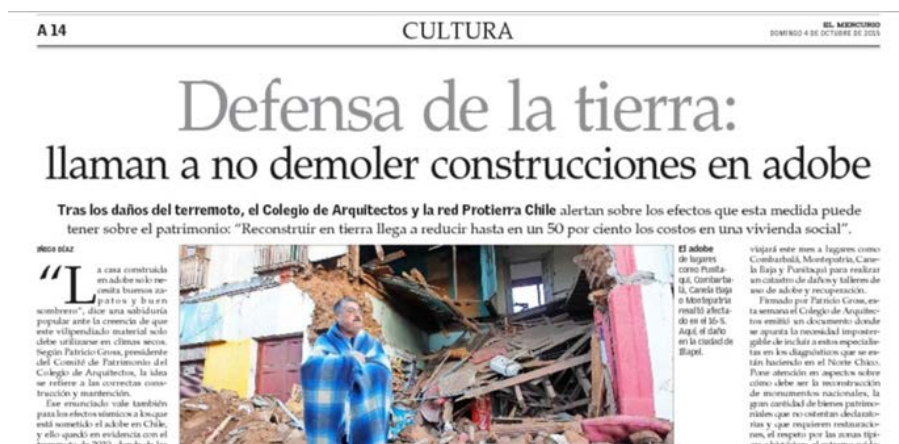 A 14
CULTURA
EL MERCURIO
DOMINGO 4 DE OCTUBRE DE 2015
Defensa de la tierra:
llaman a no demoler construcciones en adobe
Tras los daños del terremoto, el Colegio de Arquitectos y la red Protierra Chile alertan sobre los efectos que esta medida puede
tener sobre el patrimonio: “Reconstruir en tierra llega a reducir hasta en un 50 por ciento los costos en una vivienda social”.
IÑIGO DÍAZ
“La casa construida
en adobe solo ne-
cesita buenos za-
patos y buen
sombrero”, dice una sabiduría
popular ante la creencia de que
este vilipendiado material solo
debe utilizarse en climas secos.
Según Patricio Gross, presidente
del Comité de Patrimonio del
Colegio de Arquitectos, la idea
se refiere a las correctas cons-
trucción y mantención.
Ese enunciado vale también
para los efectos sísmicos a los que
está sometido el adobe en Chile,
y ello quedó en evidencia con el
El adobe
de lugares
como Punita-
qui, Combarba-
lá, Canela Baja
o Montepatria
resultó afecta-
do en el 16-S.
Aquí, el daño
en la ciudad de
Illapel.
viajará este mes a lugares como
Combarbalá, Montepatria, Cane-
la Baja y Punitaqui para realizar
un catastro de daños y talleres de
uso de adobe y recuperación.
Firmado por Patricio Gross, es-
ta semana el Colegio de Arquitec-
tos emitió un documento donde
se apunta la necesidad imposter-
gable de incluir a estos especialis-
tas en los diagnósticos que se es-
tán haciendo en el Norte Chico.
Pone atención en aspectos sobre
cómo debe ser la reconstrucción
de monumentos nacionales, la
gran cantidad de bienes patrimo-
niales que no ostentan declarato-
rias y que requieren restauracio-
nes, el respeto por las zonas típi-